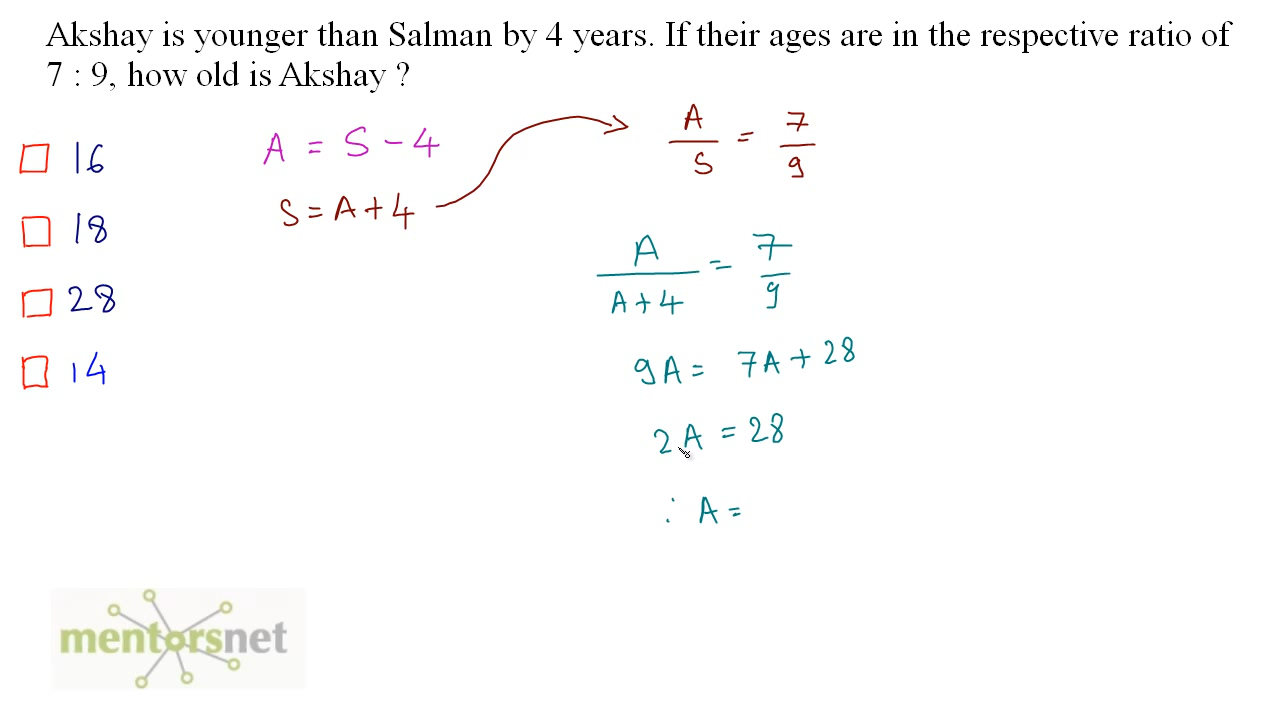 Akshay is younger than Salman by 4 years. If their ages are in the respective ratio of
7 : 9, how old is Akshay ?
16
18
28
14
A = S - 4
S = A + 4
A/S = 7/9
A/(A+4) = 7/9
9A = 7A + 28
2A = 28
∴ A =
mentorsnet